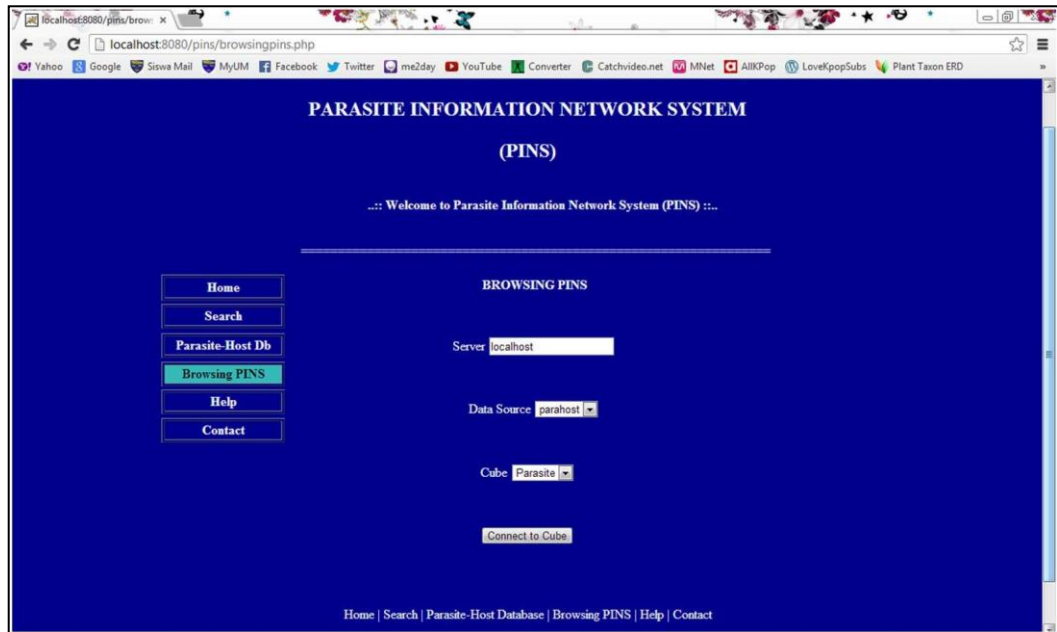 localhost:8080/pins/brow
localhost:8080/pins/browsingpins.php
Yahoo Google Siswa Mail MyUM Facebook Twitter me2day YouTube Converter Catchvideo.net MNet AllKPop LoveKpopSubs Plant Taxon ERD »
PARASITE INFORMATION NETWORK SYSTEM
(PINS)
..:: Welcome to Parasite Information Network System (PINS) ::..
Home
Search
Parasite-Host Db
Browsing PINS
Help
Contact
BROWSING PINS
Server localhost
Data Source parahost
Cube Parasite
Connect to Cube
Home | Search | Parasite-Host Database | Browsing PINS | Help | Contact